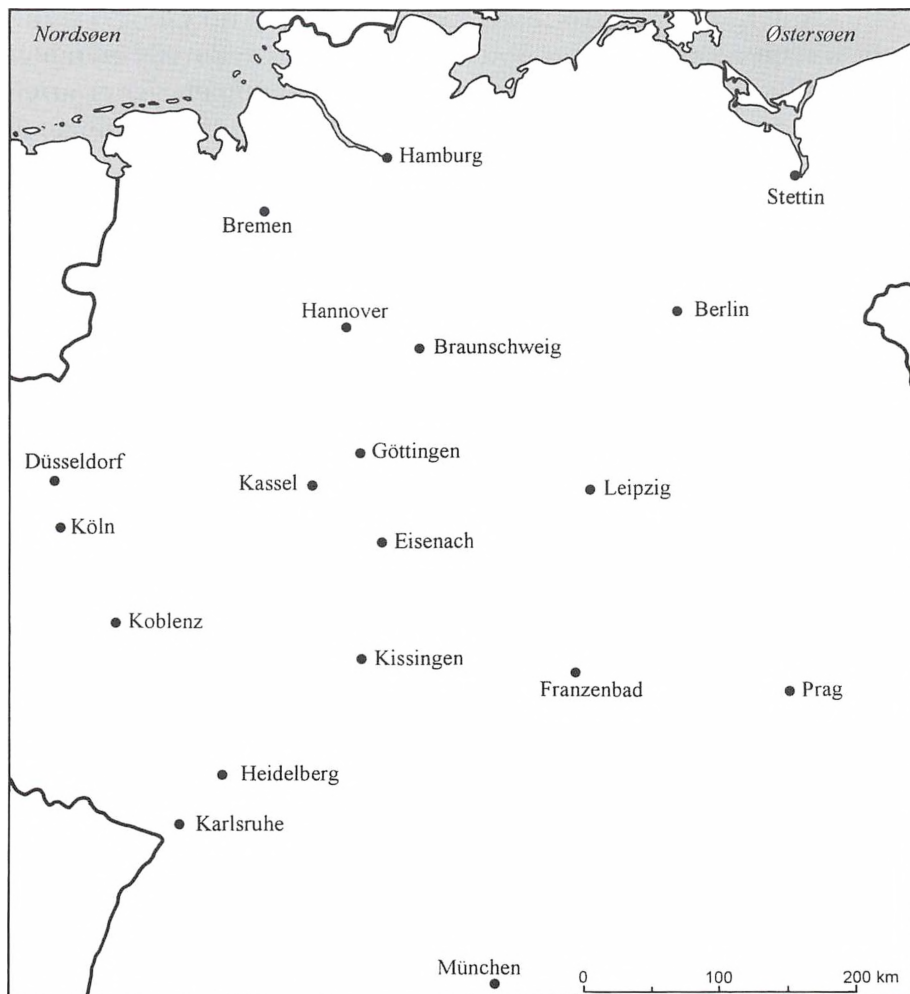 Nordsøen
Østersøen
Hamburg
Stettin
Bremen
Hannover
Berlin
Braunschweig
Göttingen
Düsseldorf
Kassel
Leipzig
Köln
Eisenach
Koblenz
Kissingen
Franzenbad
Prag
Heidelberg
Karlsruhe
München
0 100 200 km